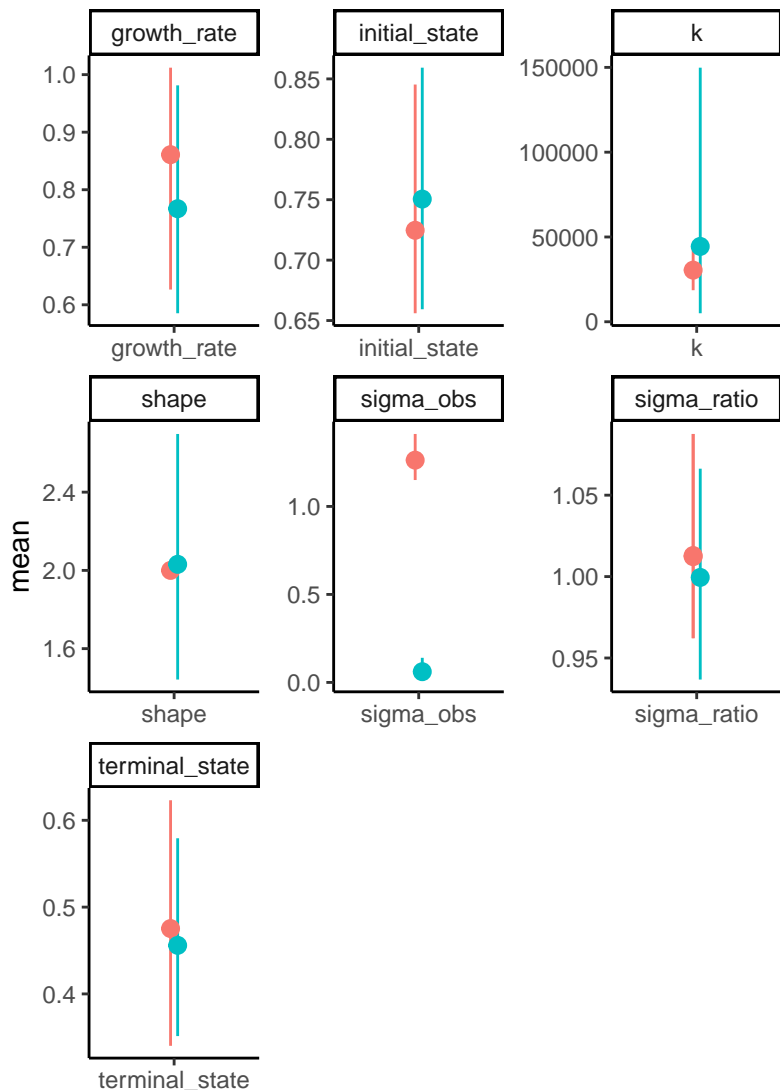 growth_rate
initial_state
k
1.0
0.9
0.8
0.7
0.6
0.85
0.80
0.75
0.70
0.65
150000
100000
50000
0
growth_rate
initial_state
k
shape
sigma_obs
sigma_ratio
mean
2.4
2.0
1.6
1.0
0.5
0.0
1.05
1.00
0.95
shape
sigma_obs
sigma_ratio
terminal_state
0.6
0.5
0.4
terminal_state